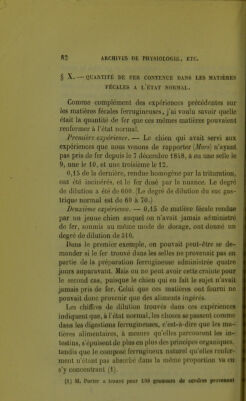 82 ARCHIVES DE PHYSIOLOGIE, ETC.
§ X. — QUANTITÉ DE FER CONTENUE DANS LES MATIÈRES
FÉCALES A L'ÉTAT NORMAL.
Comme complément des expériences précédentes sur
les matières fécales ferrugineuses, j'ai voulu savoir quelle
était la quantité de fer que ces mêmes matières pouvaient
renfermer à l'état normal.
Première expérience. — Le chien qui avait servi aux
expériences que nous venons de rapporter (Moro) n'ayant
pas pris de fer depuis le 7 décembre 1848, a eu une selle le
9, une le 10, et une troisième le 12.
0,15 de la dernière, rendue homogène par la trituration,
ont été incinérés, et le fer dosé par la nuance. Le degré
de dilution a été de 600. (Le degré de dilution du suc gas-
trique normal est de 60 à 70.)
Deuxième expérience. — 0,15 de matière fécale rendue
par un jeune chien auquel on n'avait jamais administré
de fer, soumis au même mode de dosage, ont donné un
degré de dilution de 510.
Dans le premier exemple, on pouvait peut-être se de-
mander si le fer trouvé dans les selles ne provenait pas en
partie de la préparation ferrugineuse administrée quatre
jours auparavant. Mais on ne peut avoir cette crainte pour
le second cas, puisque le chien qui en fait le sujet n'avait
jamais pris de fer. Celui que ces matières ont fourni ne
pouvait donc provenir que des aliments ingérés.
Les chiffres de dilution trouvés dans ces expériences
indiquent que, à l'état normal, les choses se passent comme
dans les digestions ferrugineuses, c'est-à-dire que les ma-
tières alimentaires, à mesure qu'elles parcourent les in-
testins, s'épuisent de plus en plus des principes organiques,
tandis que le composé ferrugineux naturel qu'elles renfer-
ment n'étant pas absorbé dans la même proportion va en
s'y concentrant (1).
(1) M. Porter a trouvé pour 100 grammes de cendres provenant